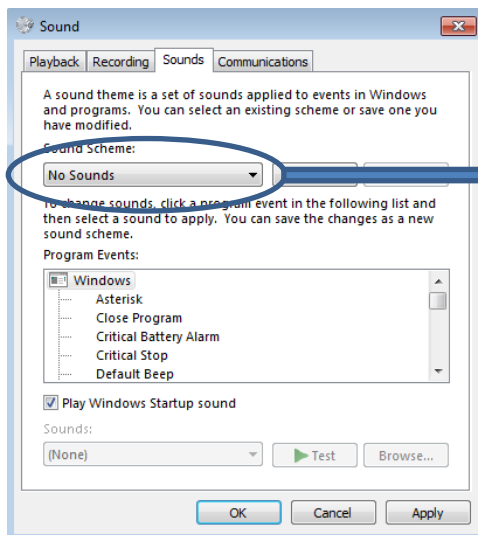 Sound
Playback Recording Sounds Communications
A sound theme is a set of sounds applied to events in Windows
and programs. You can select an existing scheme or save one you
have modified.
Sound Scheme:
No Sounds
To change sounds, click a program event in the following list and
then select a sound to apply. You can save the changes as a new
sound scheme.
Program Events:
Windows
Asterisk
Close Program
Critical Battery Alarm
Critical Stop
Default Beep
Play Windows Startup sound
Sounds:
(None) Test Browse...
OK Cancel Apply